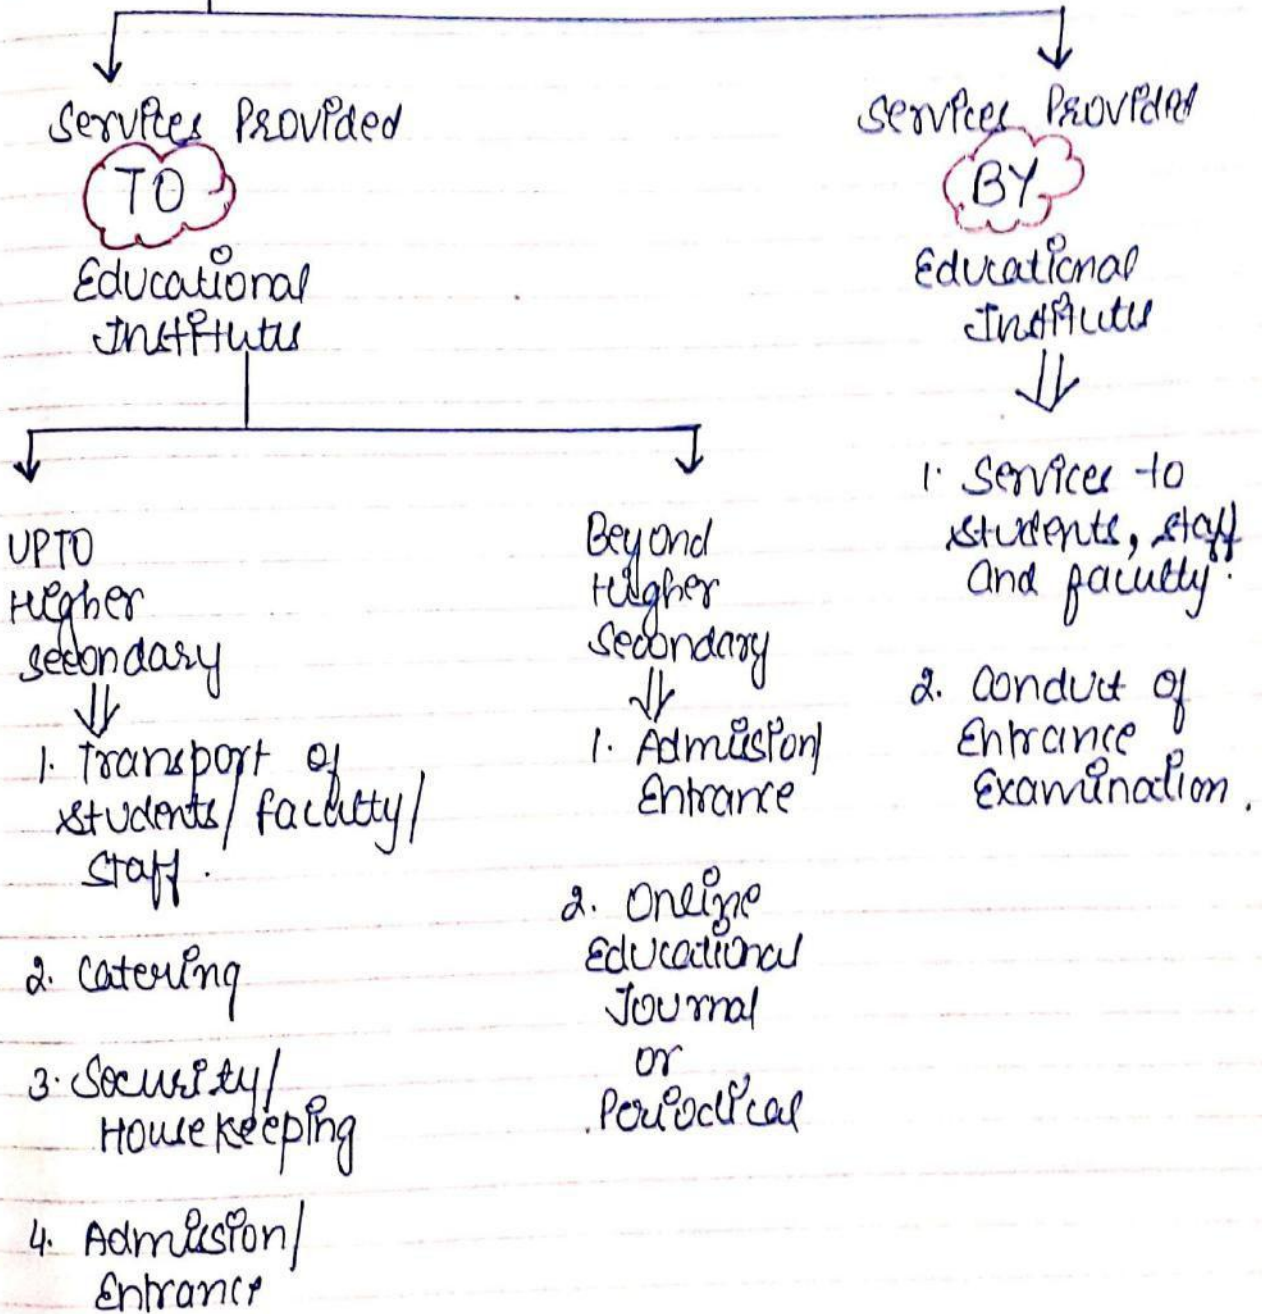 Services Provided
TO
Educational
Institutes
UPTO
Higher
secondary
1. Transport of
students/faculty/
staff.
2. Catering
3. Security/
Housekeeping
4. Admission/
Entrance
Beyond
Higher
Secondary
1. Admission/
Entrance
2. Online
Educational
Journal
or
Periodical
Services Provided
BY
Educational
Institutes
1. Services to
students, staff
and faculty.
2. Conduct of
Entrance
Examination.